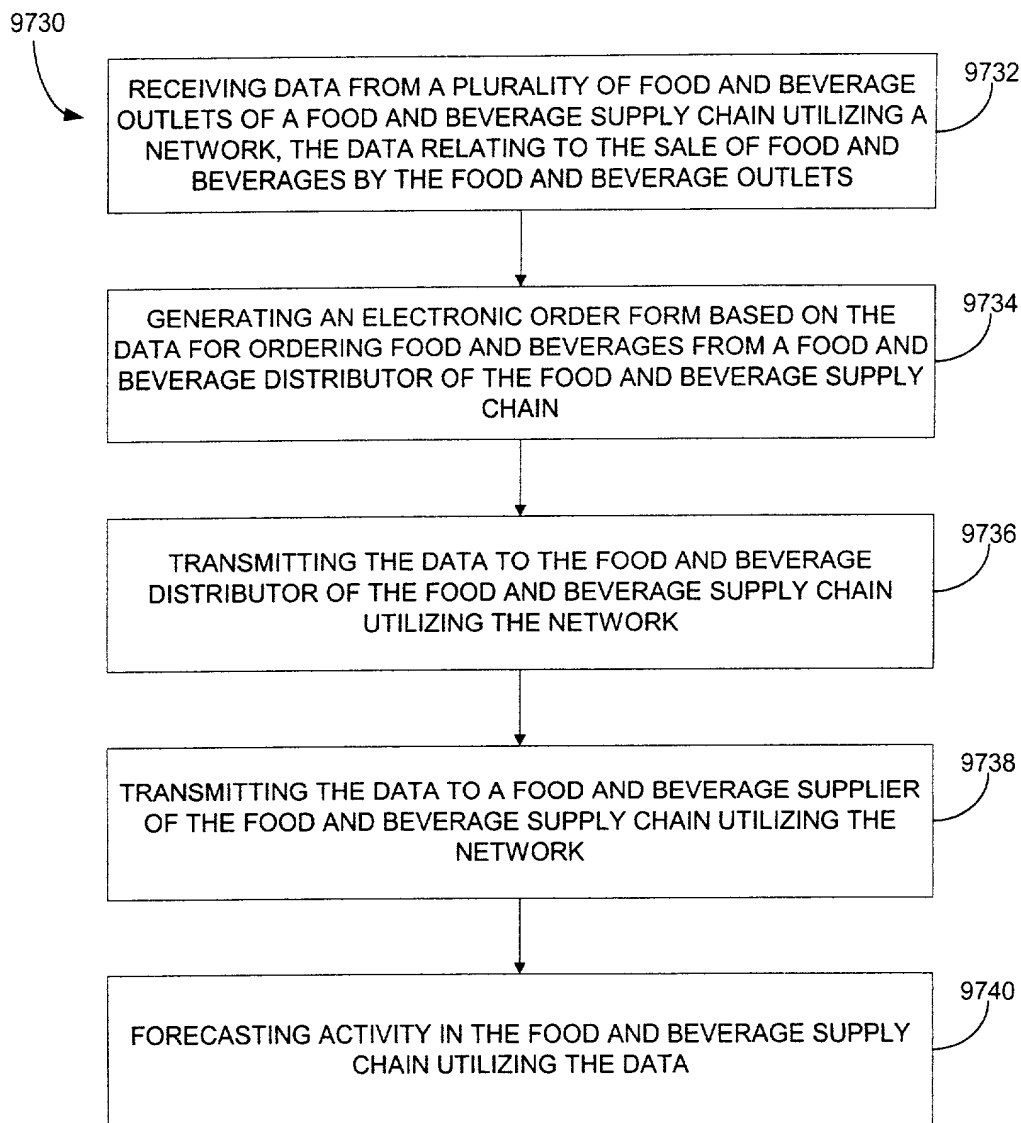 9730
9732
RECEIVING DATA FROM A PLURALITY OF FOOD AND BEVERAGE
OUTLETS OF A FOOD AND BEVERAGE SUPPLY CHAIN UTILIZING A
NETWORK, THE DATA RELATING TO THE SALE OF FOOD AND
BEVERAGES BY THE FOOD AND BEVERAGE OUTLETS
9734
GENERATING AN ELECTRONIC ORDER FORM BASED ON THE
DATA FOR ORDERING FOOD AND BEVERAGES FROM A FOOD AND
BEVERAGE DISTRIBUTOR OF THE FOOD AND BEVERAGE SUPPLY
CHAIN
9736
TRANSMITTING THE DATA TO THE FOOD AND BEVERAGE
DISTRIBUTOR OF THE FOOD AND BEVERAGE SUPPLY CHAIN
UTILIZING THE NETWORK
9738
TRANSMITTING THE DATA TO A FOOD AND BEVERAGE SUPPLIER
OF THE FOOD AND BEVERAGE SUPPLY CHAIN UTILIZING THE
NETWORK
9740
FORECASTING ACTIVITY IN THE FOOD AND BEVERAGE SUPPLY
CHAIN UTILIZING THE DATA